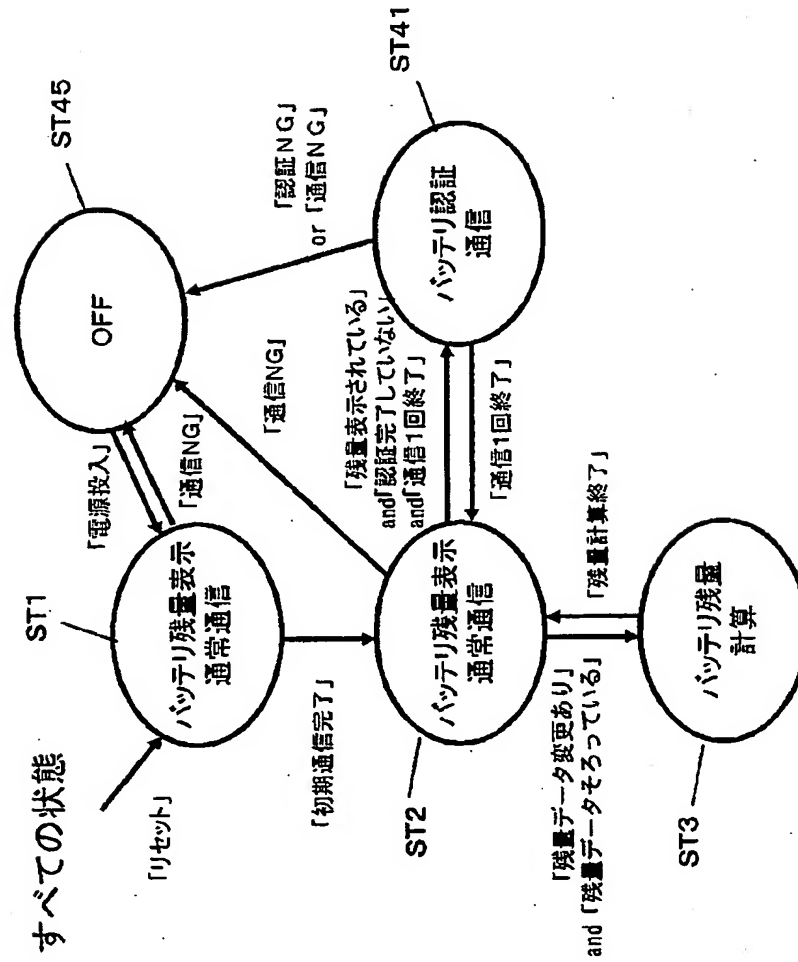 すべての状態
「リセット」
ST1
バッテリ残量表示
通常通信
「電源投入」
「通信NG」
OFF
ST45
「初期通信完了」
「通信NG」
「認証NG」
or「通信NG」
ST2
バッテリ残量表示
通常通信
「残量表示されている」
and「認証完了していない」
and「通信1回終了」
「通信1回終了」
バッテリ認証
通信
ST41
「残量データ変更あり」
and「残量データそろっている」
「残量計算終了」
ST3
バッテリ残量
計算